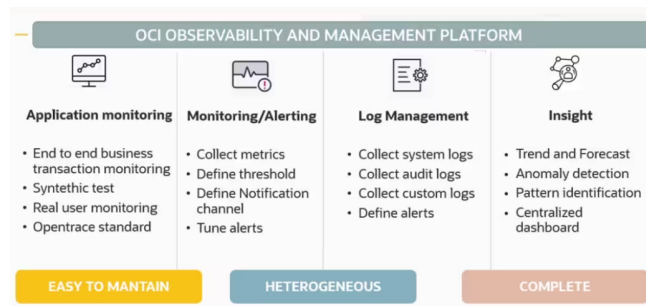 OCI OBSERVABILITY AND MANAGEMENT PLATFORM
Application monitoring
• End to end business
transaction monitoring
• Syntethic test
• Real user monitoring
• Opentrace standard
Monitoring/Alerting
• Collect metrics
• Define threshold
• Define Notification
channel
• Tune alerts
Log Management
• Collect system logs
• Collect audit logs
• Collect custom logs
• Define alerts
Insight
• Trend and Forecast
• Anomaly detection
• Pattern identification
• Centralized
dashboard
EASY TO MANTAIN
HETEROGENEOUS
COMPLETE